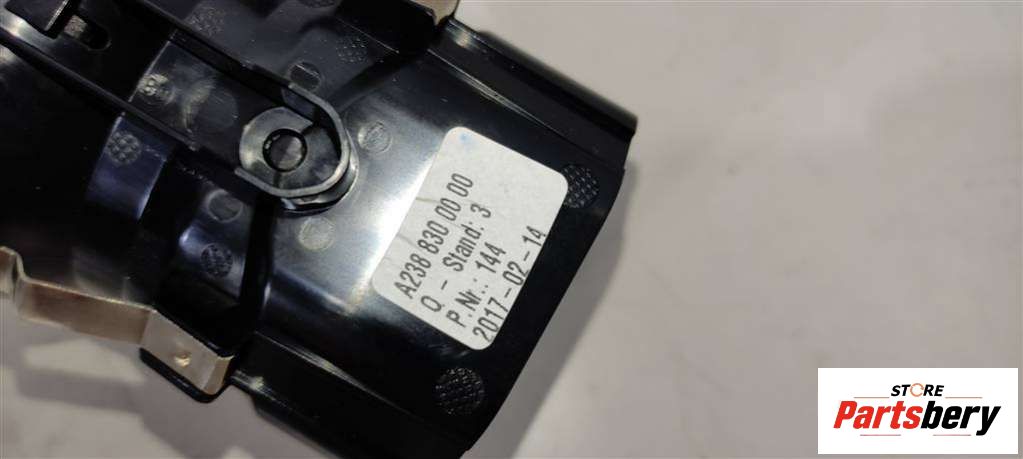 A238 830 00 00
Q - Stand: 3
P.Nr.: 144
2017-02-14
STORE
Partsbery